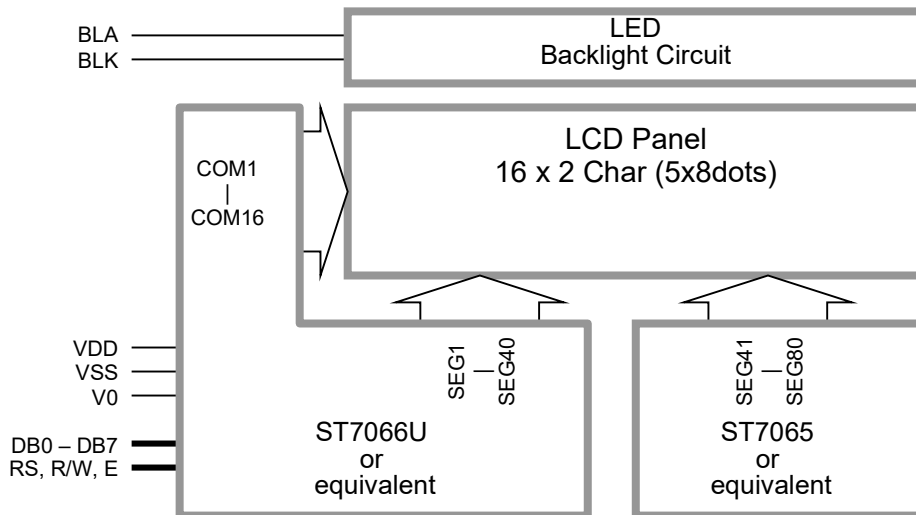 BLA
BLK
LED
Backlight Circuit
LCD Panel
16 x 2 Char (5x8dots)
COM1
|
COM16
VDD
VSS
V0
DB0 – DB7
RS, R/W, E
SEG1
—
SEG40
ST7066U
or
equivalent
SEG41
—
SEG80
ST7065
or
equivalent